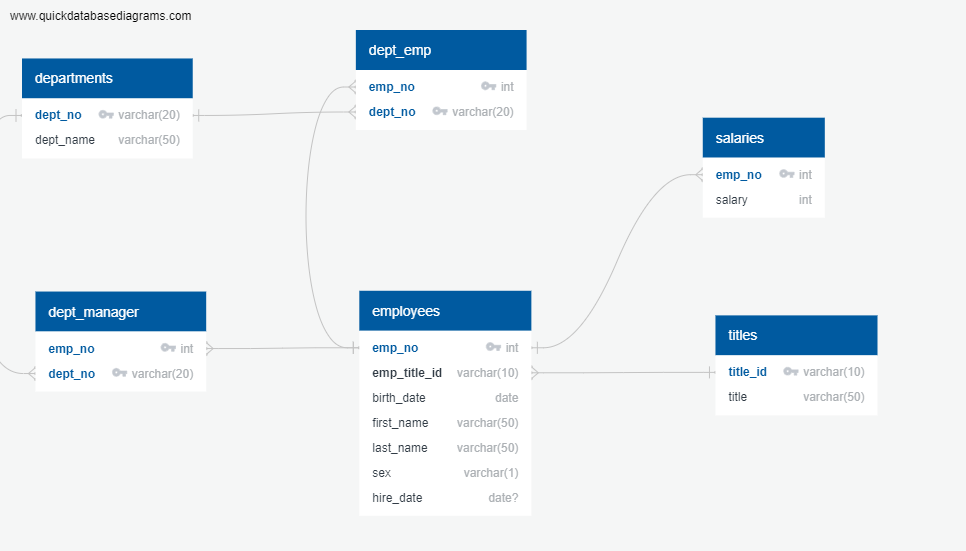 www.quickdatabasediagrams.com
departments
dept_no varchar(20)
dept_name varchar(50)
dept_emp
emp_no int
dept_no varchar(20)
salaries
emp_no int
salary int
dept_manager
emp_no int
dept_no varchar(20)
employees
emp_no int
emp_title_id varchar(10)
birth_date date
first_name varchar(50)
last_name varchar(50)
sex varchar(1)
hire_date date?
titles
title_id varchar(10)
title varchar(50)